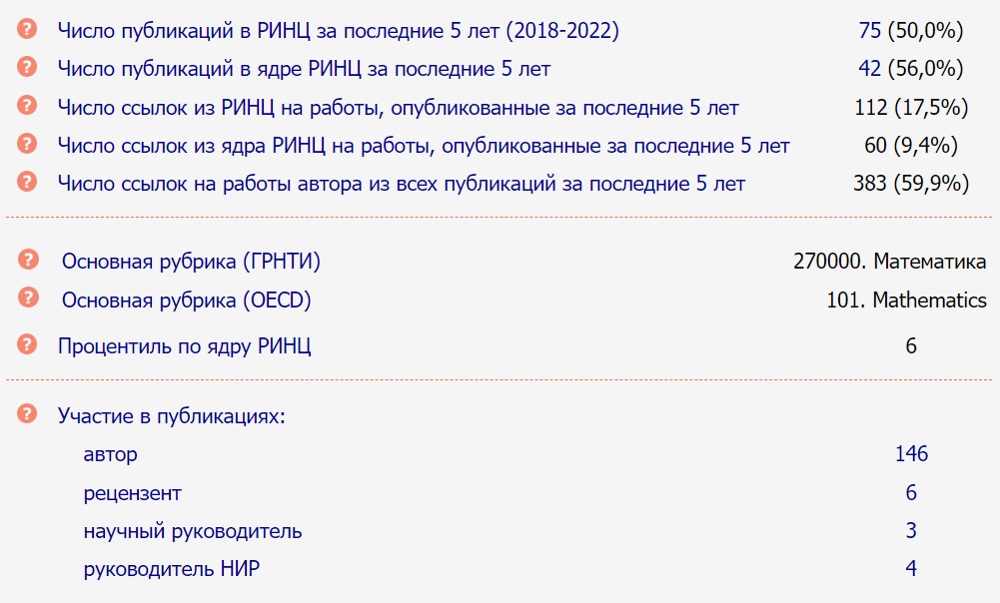 ? Число публикаций в РИНЦ за последние 5 лет (2018-2022) 75 (50,0%)
? Число публикаций в ядре РИНЦ за последние 5 лет 42 (56,0%)
? Число ссылок из РИНЦ на работы, опубликованные за последние 5 лет 112 (17,5%)
? Число ссылок из ядра РИНЦ на работы, опубликованные за последние 5 лет 60 (9,4%)
? Число ссылок на работы автора из всех публикаций за последние 5 лет 383 (59,9%)
? Основная рубрика (ГРНТИ) 270000. Математика
? Основная рубрика (OECD) 101. Mathematics
? Процентиль по ядру РИНЦ 6
? Участие в публикациях:
автор 146
рецензент 6
научный руководитель 3
руководитель НИР 4